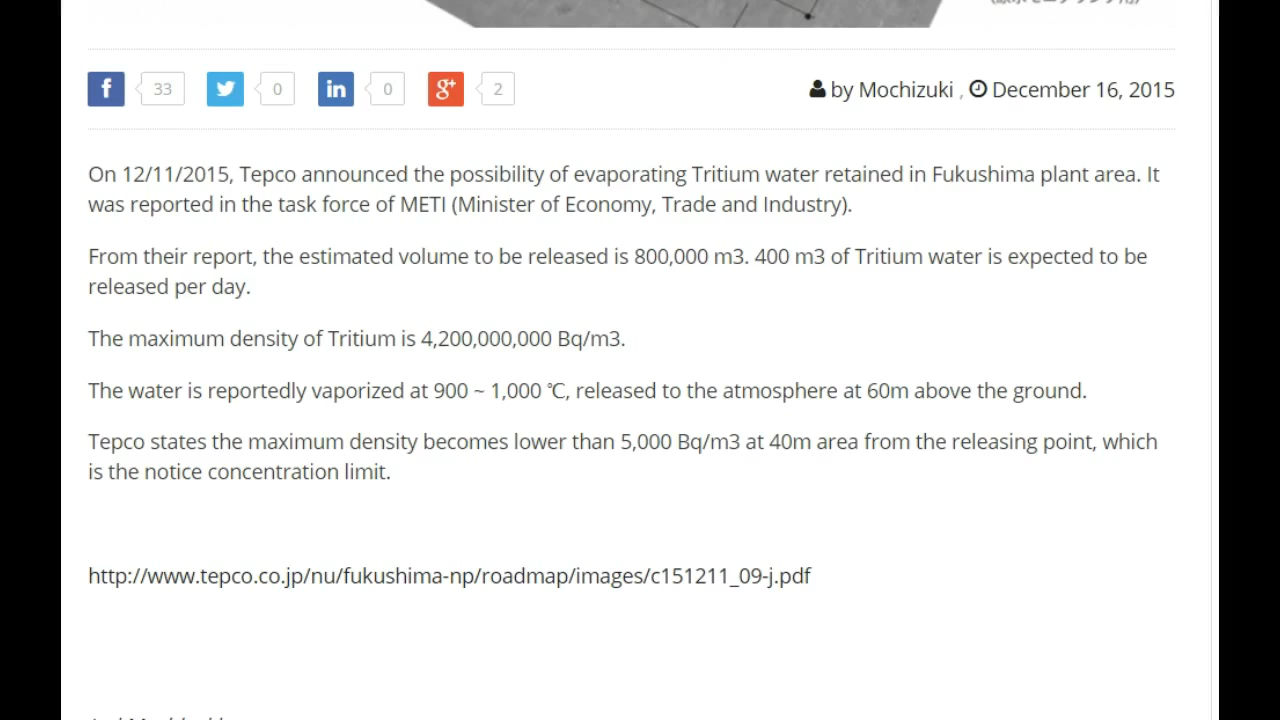 33
0
0
2
by Mochizuki , December 16, 2015
On 12/11/2015, Tepco announced the possibility of evaporating Tritium water retained in Fukushima plant area. It
was reported in the task force of METI (Minister of Economy, Trade and Industry).
From their report, the estimated volume to be released is 800,000 m3. 400 m3 of Tritium water is expected to be
released per day.
The maximum density of Tritium is 4,200,000,000 Bq/m3.
The water is reportedly vaporized at 900 ~ 1,000 ℃, released to the atmosphere at 60m above the ground.
Tepco states the maximum density becomes lower than 5,000 Bq/m3 at 40m area from the releasing point, which
is the notice concentration limit.
http://www.tepco.co.jp/nu/fukushima-np/roadmap/images/c151211_09-j.pdf